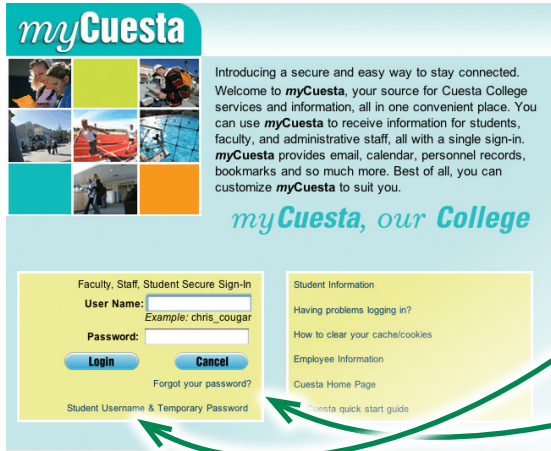 myCuesta
Introducing a secure and easy way to stay connected.
Welcome to myCuesta, your source for Cuesta College
services and information, all in one convenient place. You
can use myCuesta to receive information for students,
faculty, and administrative staff, all with a single sign-in.
myCuesta provides email, calendar, personnel records,
bookmarks and so much more. Best of all, you can
customize myCuesta to suit you.
myCuesta, our College
Faculty, Staff, Student Secure Sign-In
User Name:
Example: chris_cougar
Password:
Login Cancel
Forgot your password?
Student Username & Temporary Password
Student Information
Having problems logging in?
How to clear your cache/cookies
Employee Information
Cuesta Home Page
Cuesta quick start guide